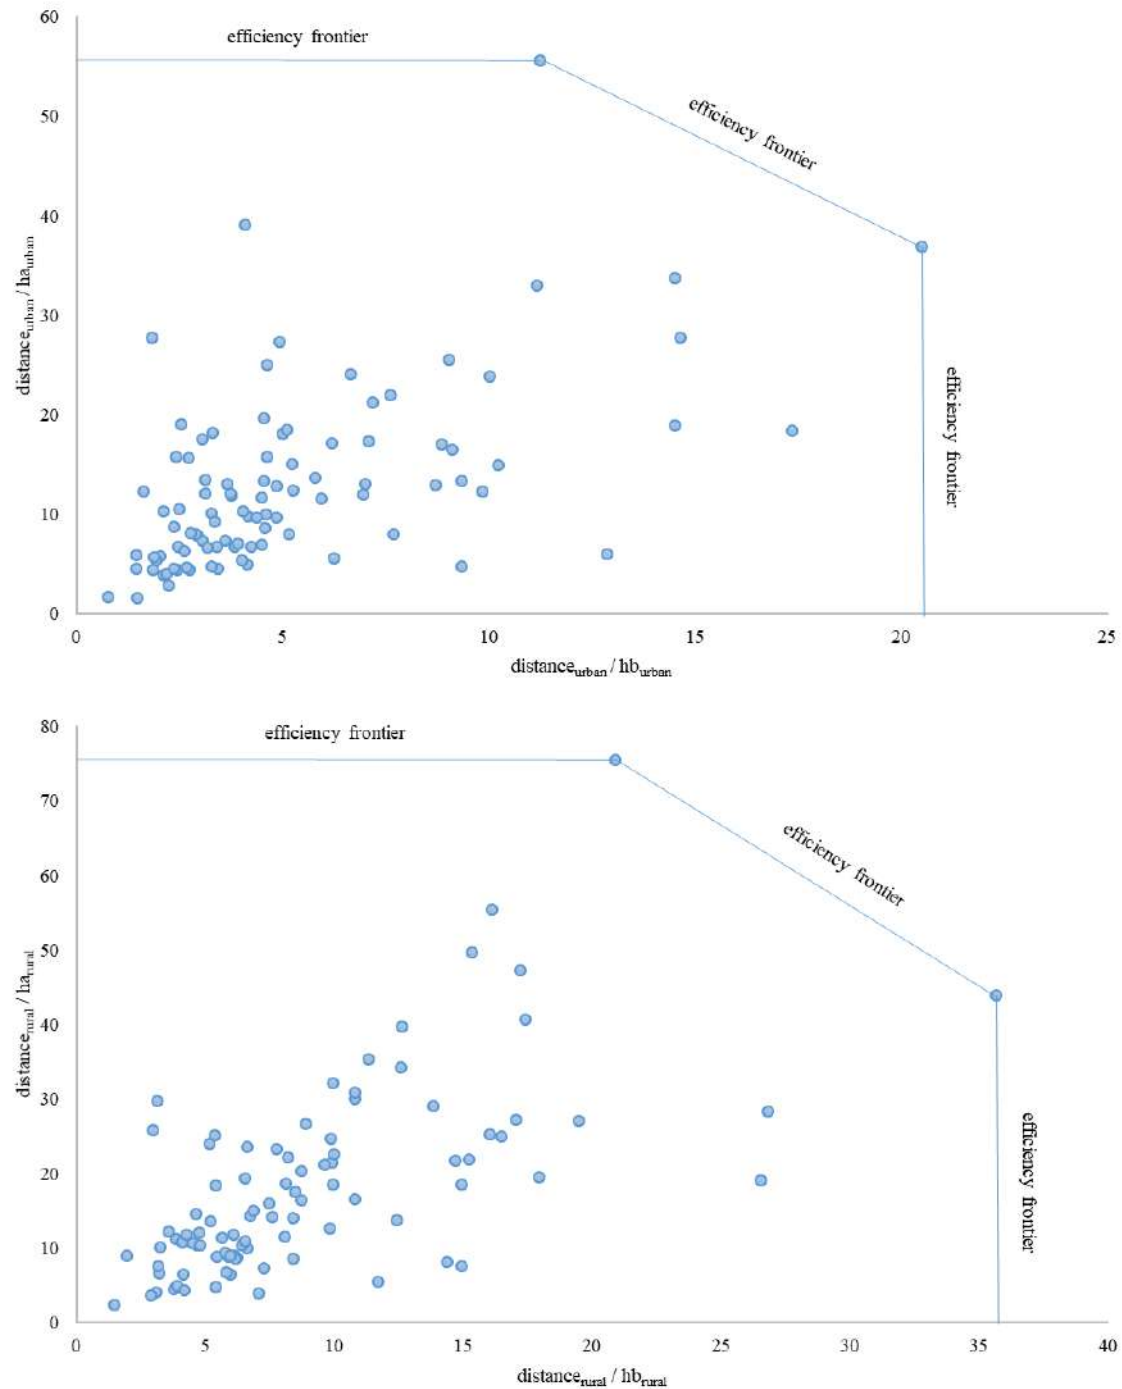 60
efficiency frontier
50
efficiency frontier
40
distance_urban / ha_urban
30
efficiency frontier
20
10
0
0 5 10 15 20 25
distance_urban / hb_urban
80
efficiency frontier
70
efficiency frontier
60
50
distance_rural / ha_rural
40
30
efficiency frontier
20
10
0
0 5 10 15 20 25 30 35 40
distance_rural / hb_rural